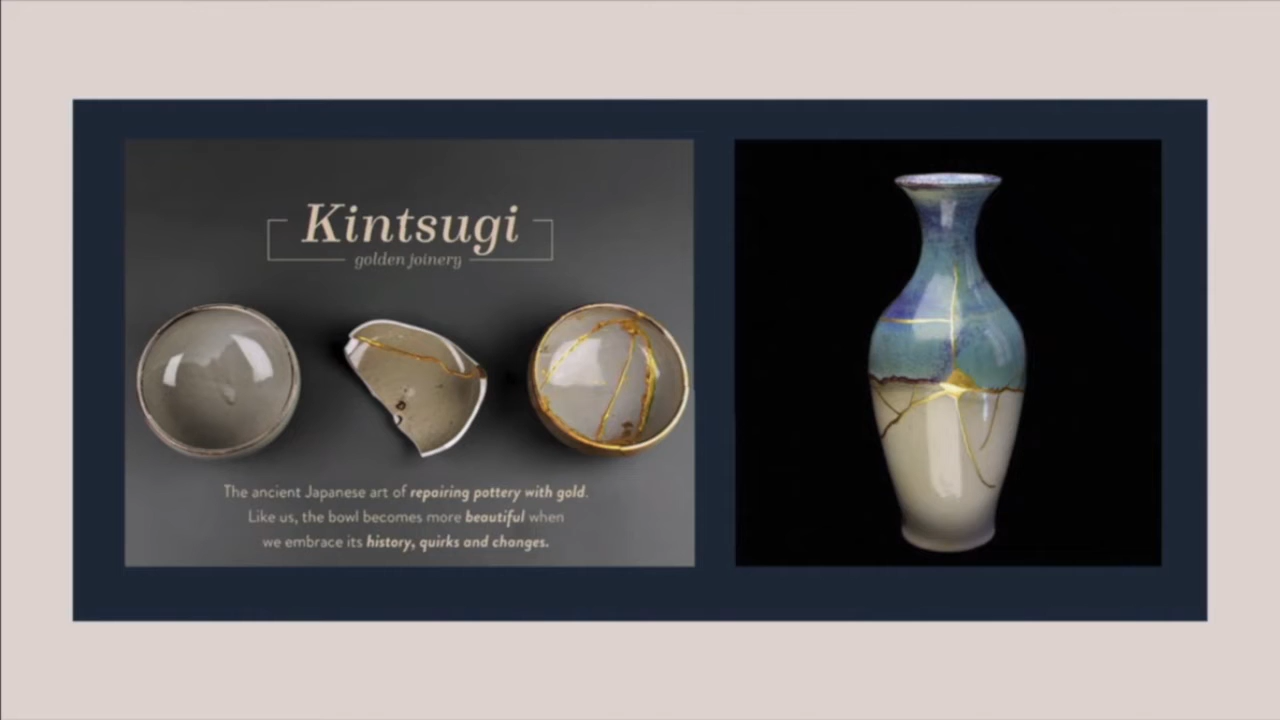 Kintsugi
golden joinery
The ancient Japanese art of repairing pottery with gold.
Like us, the bowl becomes more beautiful when
we embrace its history, quirks and changes.